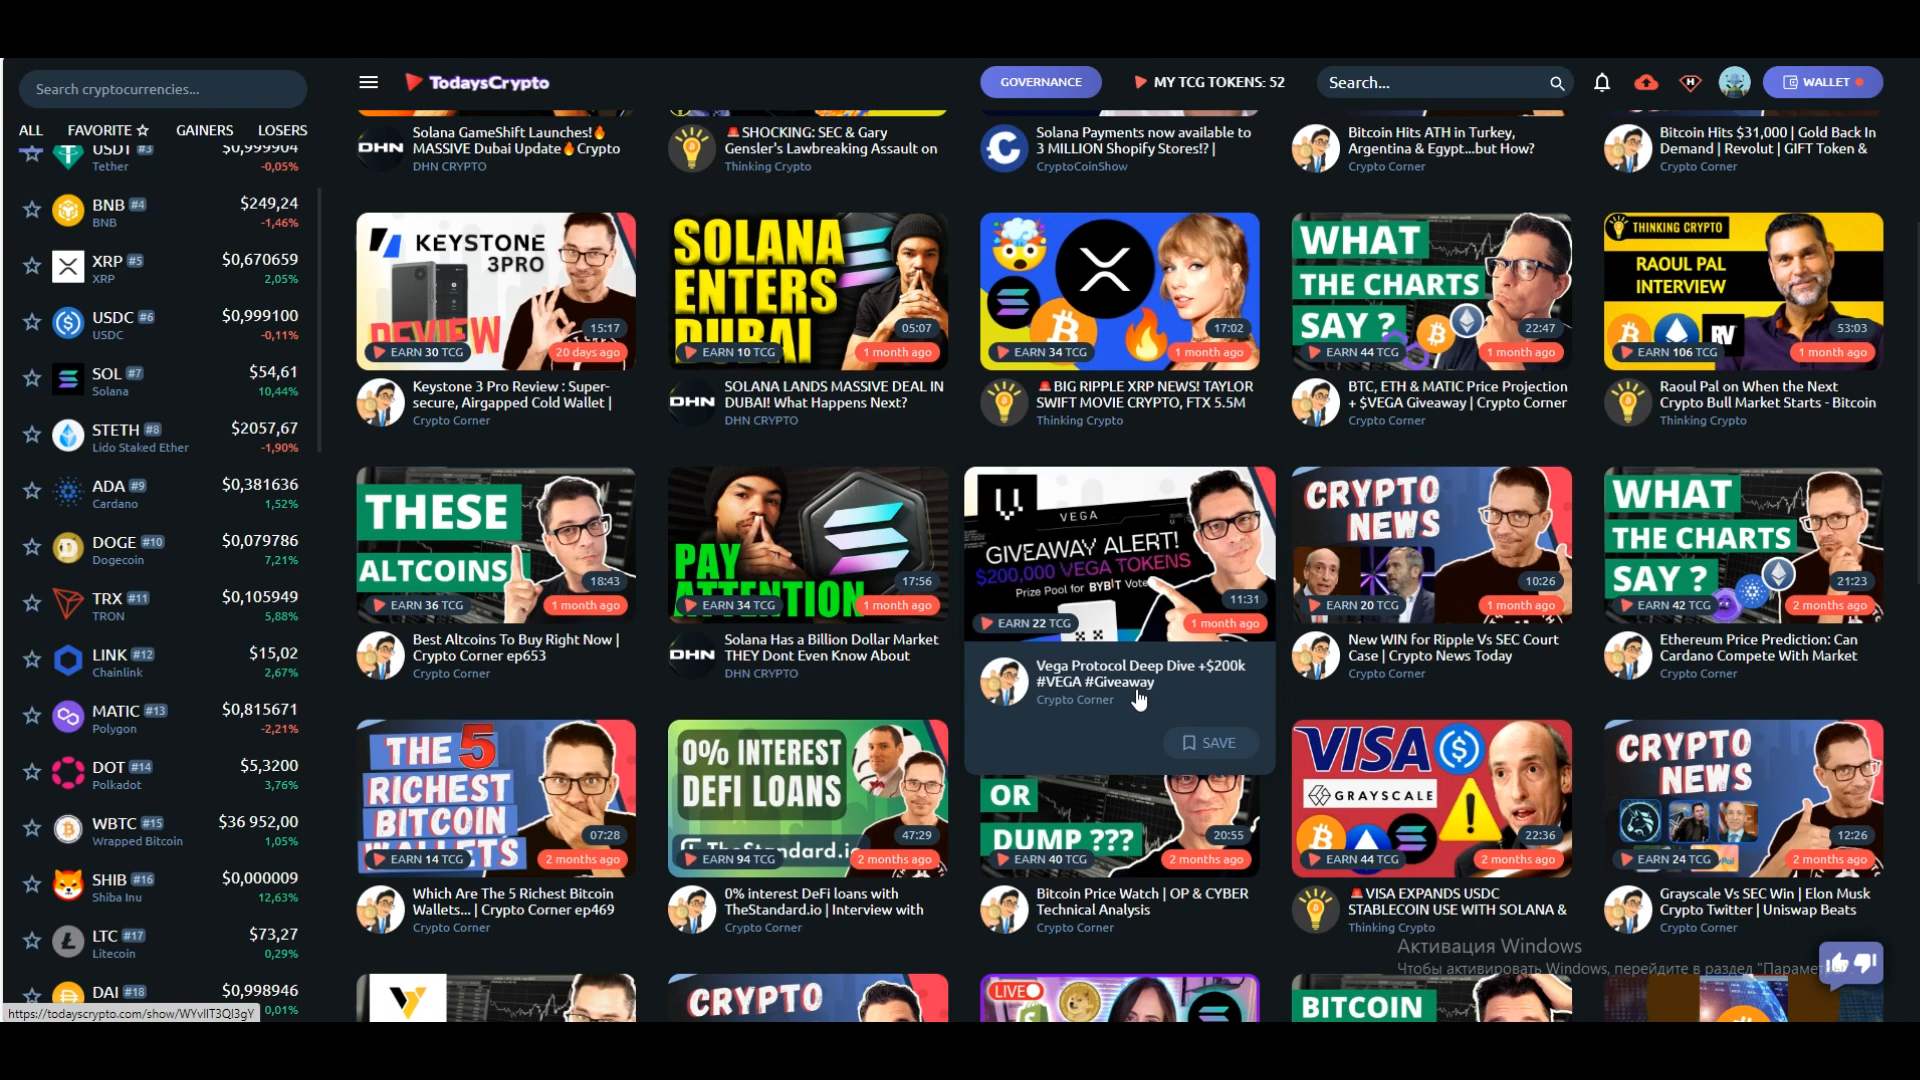 Search cryptocurrencies...
TodaysCrypto
GOVERNANCE
MY TCG TOKENS: 52
Search...
WALLET
ALL FAVORITE GAINERS LOSERS
USDT #3 $0,999904
Tether -0,05%
BNB #4 $249,24
BNB -1,46%
XRP #5 $0,670659
XRP 2,05%
USDC #6 $0,999100
USDC -0,11%
SOL #7 $54,61
Solana 10,44%
STETH #8 $2057,67
Lido Staked Ether -1,90%
ADA #9 $0,381636
Cardano 1,52%
DOGE #10 $0,079786
Dogecoin 7,21%
TRX #11 $0,105949
TRON 5,88%
LINK #12 $15,02
Chainlink 2,67%
MATIC #13 $0,815671
Polygon -2,21%
DOT #14 $5,3200
Polkadot 3,76%
WBTC #15 $36 952,00
Wrapped Bitcoin 1,05%
SHIB #16 $0,000009
Shiba Inu 12,63%
LTC #17 $73,27
Litecoin 0,29%
DAI #18 $0,998946
0,01%
https://todayscrypto.com/show/WYvIIT3QI3gY
DHN
Solana GameShift Launches!
MASSIVE Dubai Update Crypto
DHN CRYPTO
SHOCKING: SEC & Gary
Gensler's Lawbreaking Assault on
Thinking Crypto
Solana Payments now available to
3 MILLION Shopify Stores!? |
CryptoCoinShow
Bitcoin Hits ATH in Turkey,
Argentina & Egypt...but How?
Crypto Corner
Bitcoin Hits $31,000 | Gold Back In
Demand | Revolut | GIFT Token &
Crypto Corner
KEYSTONE
3PRO
REVIEW
15:17
EARN 30 TCG
20 days ago
Keystone 3 Pro Review : Super-
secure, Airgapped Cold Wallet |
Crypto Corner
SOLANA
ENTERS
DUBAI
05:07
EARN 10 TCG
1 month ago
DHN
SOLANA LANDS MASSIVE DEAL IN
DUBAI! What Happens Next?
DHN CRYPTO
17:02
EARN 34 TCG
1 month ago
BIG RIPPLE XRP NEWS! TAYLOR
SWIFT MOVIE CRYPTO, FTX 5.5M
Thinking Crypto
WHAT
THE CHARTS
SAY ?
22:47
EARN 44 TCG
1 month ago
BTC, ETH & MATIC Price Projection
+ $VEGA Giveaway | Crypto Corner
Crypto Corner
THINKING CRYPTO
RAOUL PAL
INTERVIEW
RV
53:03
EARN 106 TCG
1 month ago
Raoul Pal on When the Next
Crypto Bull Market Starts - Bitcoin
Thinking Crypto
THESE
ALTCOINS
18:43
EARN 36 TCG
1 month ago
Best Altcoins To Buy Right Now |
Crypto Corner ep653
Crypto Corner
PAY
ATTENTION
17:56
EARN 34 TCG
1 month ago
DHN
Solana Has a Billion Dollar Market
THEY Dont Even Know About
DHN CRYPTO
VEGA
GIVEAWAY ALERT!
$200,000 VEGA TOKENS
Prize Pool for BYBIT Vote
11:31
EARN 22 TCG
1 month ago
Vega Protocol Deep Dive +$200k
#VEGA #Giveaway
Crypto Corner
SAVE
CRYPTO
NEWS
10:26
EARN 20 TCG
1 month ago
New WIN for Ripple Vs SEC Court
Case | Crypto News Today
Crypto Corner
WHAT
THE CHARTS
SAY ?
21:23
EARN 42 TCG
2 months ago
Ethereum Price Prediction: Can
Cardano Compete With Market
Crypto Corner
THE 5
RICHEST
BITCOIN
WALLETS
07:28
EARN 14 TCG
2 months ago
Which Are The 5 Richest Bitcoin
Wallets... | Crypto Corner ep469
Crypto Corner
0% INTEREST
DEFI LOANS
TheStandard.io
47:29
EARN 94 TCG
2 months ago
0% interest DeFi loans with
TheStandard.io | Interview with
Crypto Corner
OR
DUMP ???
20:55
EARN 40 TCG
2 months ago
Bitcoin Price Watch | OP & CYBER
Technical Analysis
Crypto Corner
VISA
GRAYSCALE
22:36
EARN 44 TCG
2 months ago
VISA EXPANDS USDC
STABLECOIN USE WITH SOLANA &
Thinking Crypto
CRYPTO
NEWS
12:26
EARN 24 TCG
2 months ago
Grayscale Vs SEC Win | Elon Musk
Crypto Twitter | Uniswap Beats
Crypto Corner
Активация Windows
Чтобы активировать Windows, перейдите в раздел "Парамет
CRYPTO
LIVE
BITCOIN